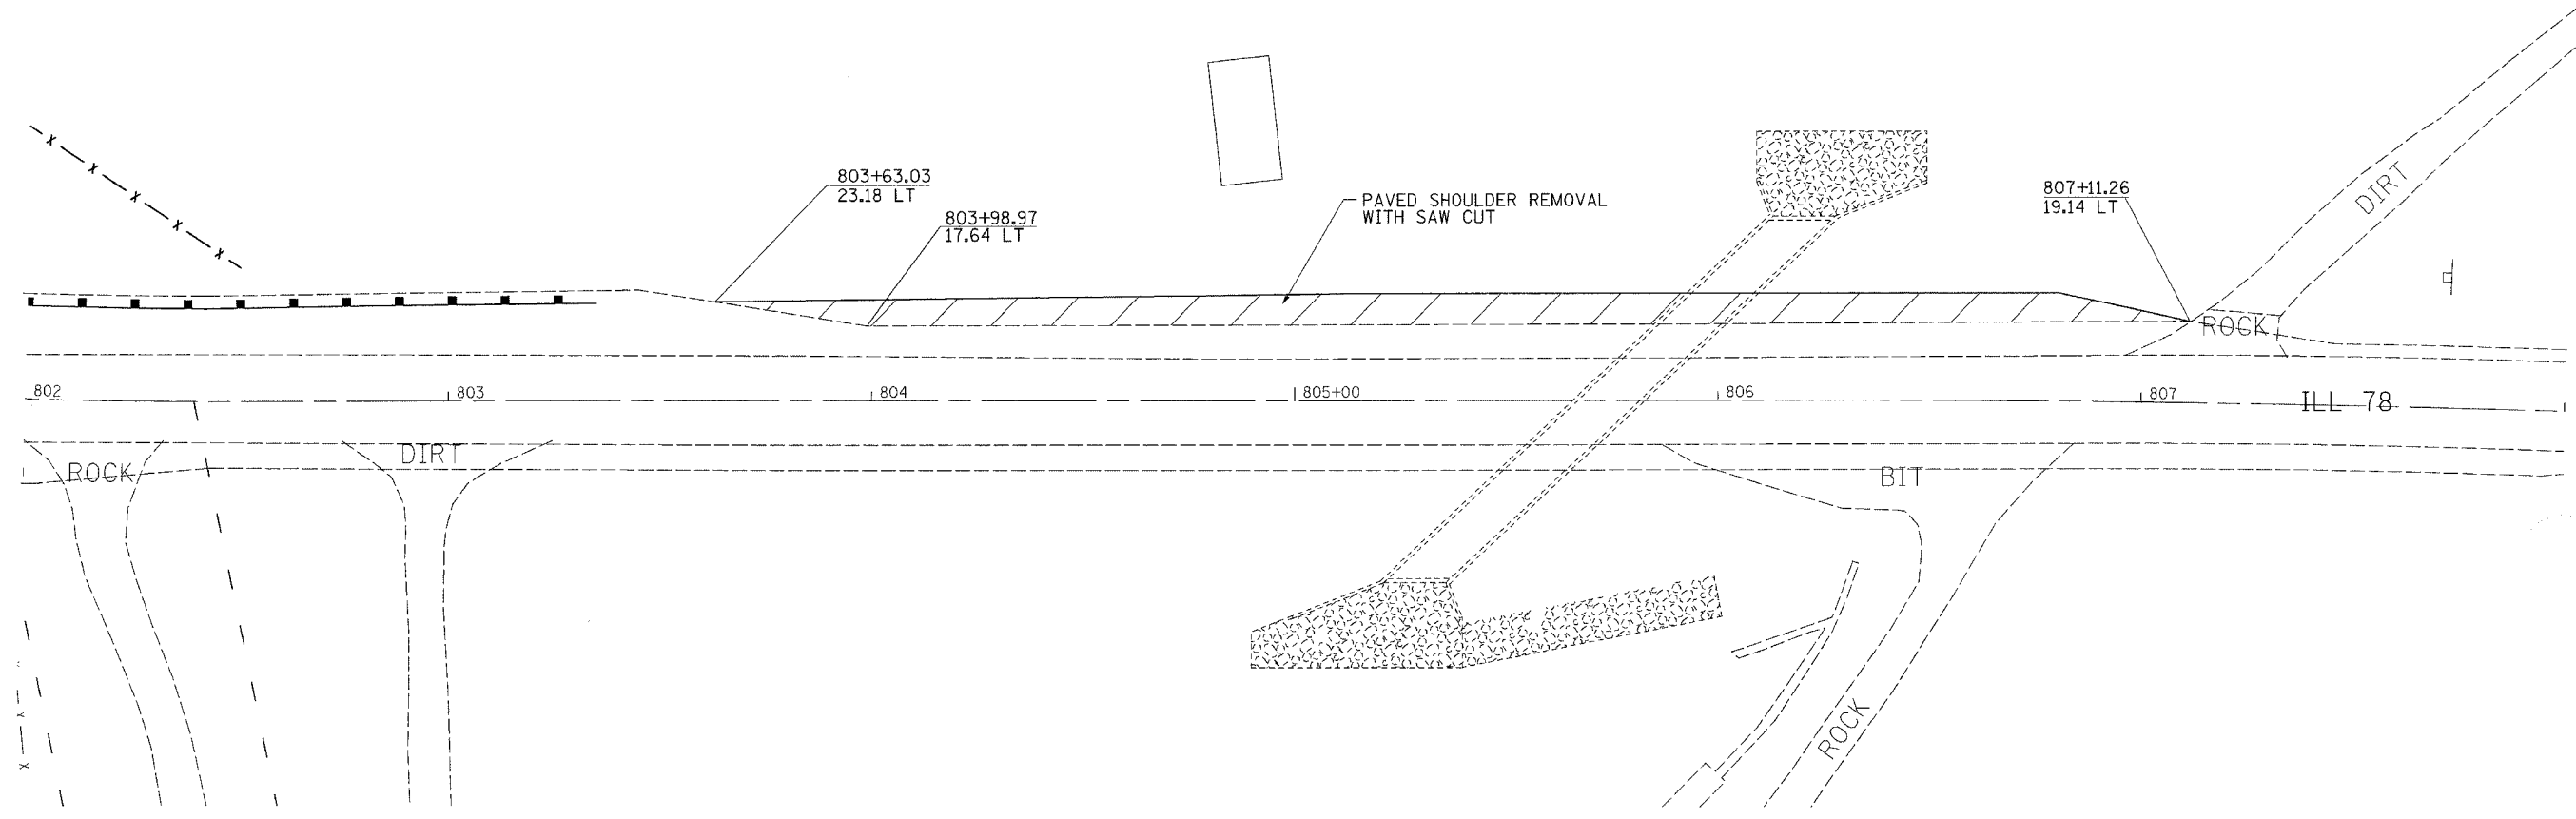 DIRT
803+63.03
23.18 LT
803+98.97
17.64 LT
PAVED SHOULDER REMOVAL
WITH SAW CUT
807+11.26
19.14 LT
ROCK
802
803
804
805+00
806
807
ILL 78
ROCK
DIRT
BIT
ROCK